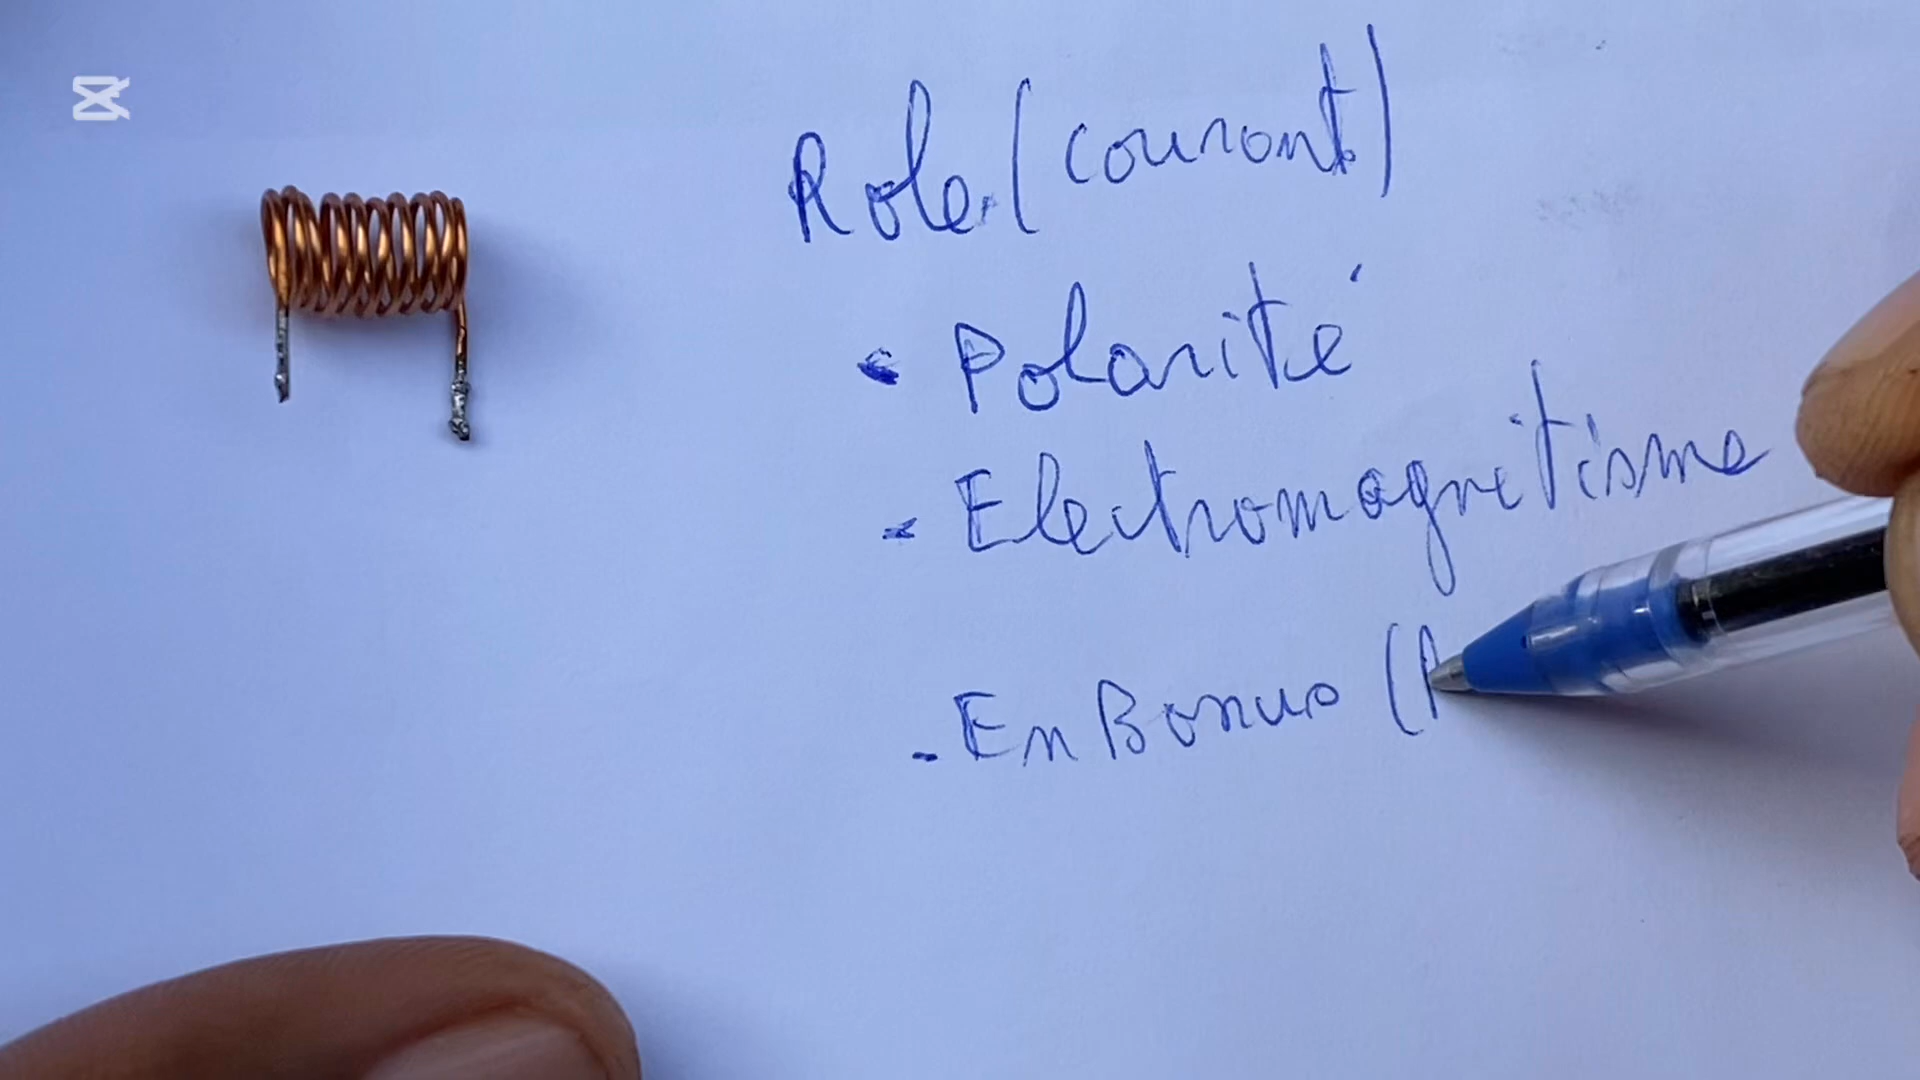 Role (courant)
• Polarité
- Electromagnetisme
- En Bonus (